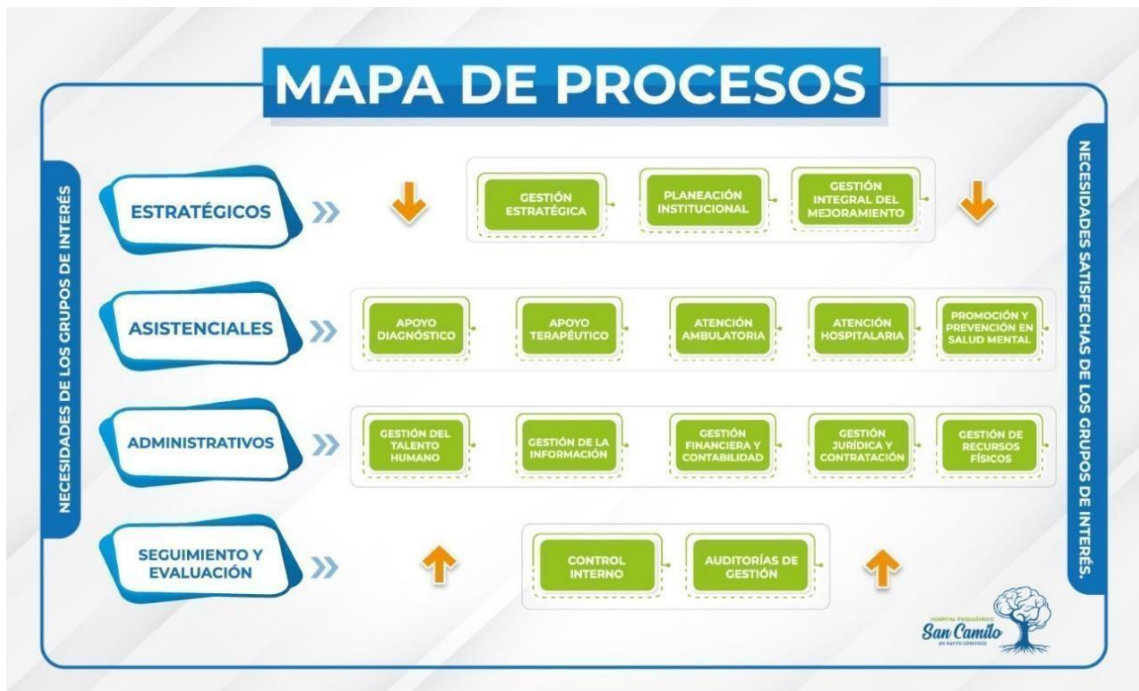 MAPA DE PROCESOS
NECESIDADES DE LOS GRUPOS DE INTERÉS
ESTRATÉGICOS
GESTIÓN
ESTRATÉGICA
PLANEACIÓN
INSTITUCIONAL
GESTIÓN
INTEGRAL DEL
MEJORAMIENTO
ASISTENCIALES
APOYO
DIAGNÓSTICO
APOYO
TERAPÉUTICO
ATENCIÓN
AMBULATORIA
ATENCIÓN
HOSPITALARIA
PROMOCIÓN Y
PREVENCIÓN EN
SALUD MENTAL
ADMINISTRATIVOS
GESTIÓN DEL
TALENTO
HUMANO
GESTIÓN DE LA
INFORMACIÓN
GESTIÓN
FINANCIERA Y
CONTABILIDAD
GESTIÓN
JURÍDICA Y
CONTRATACIÓN
GESTIÓN DE
RECURSOS
FÍSICOS
SEGUIMIENTO Y
EVALUACIÓN
CONTROL
INTERNO
AUDITORÍAS DE
GESTIÓN
NECESIDADES SATISFECHAS DE LOS GRUPOS DE INTERÉS.
HOSPITAL PSIQUIÁTRICO
San Camilo